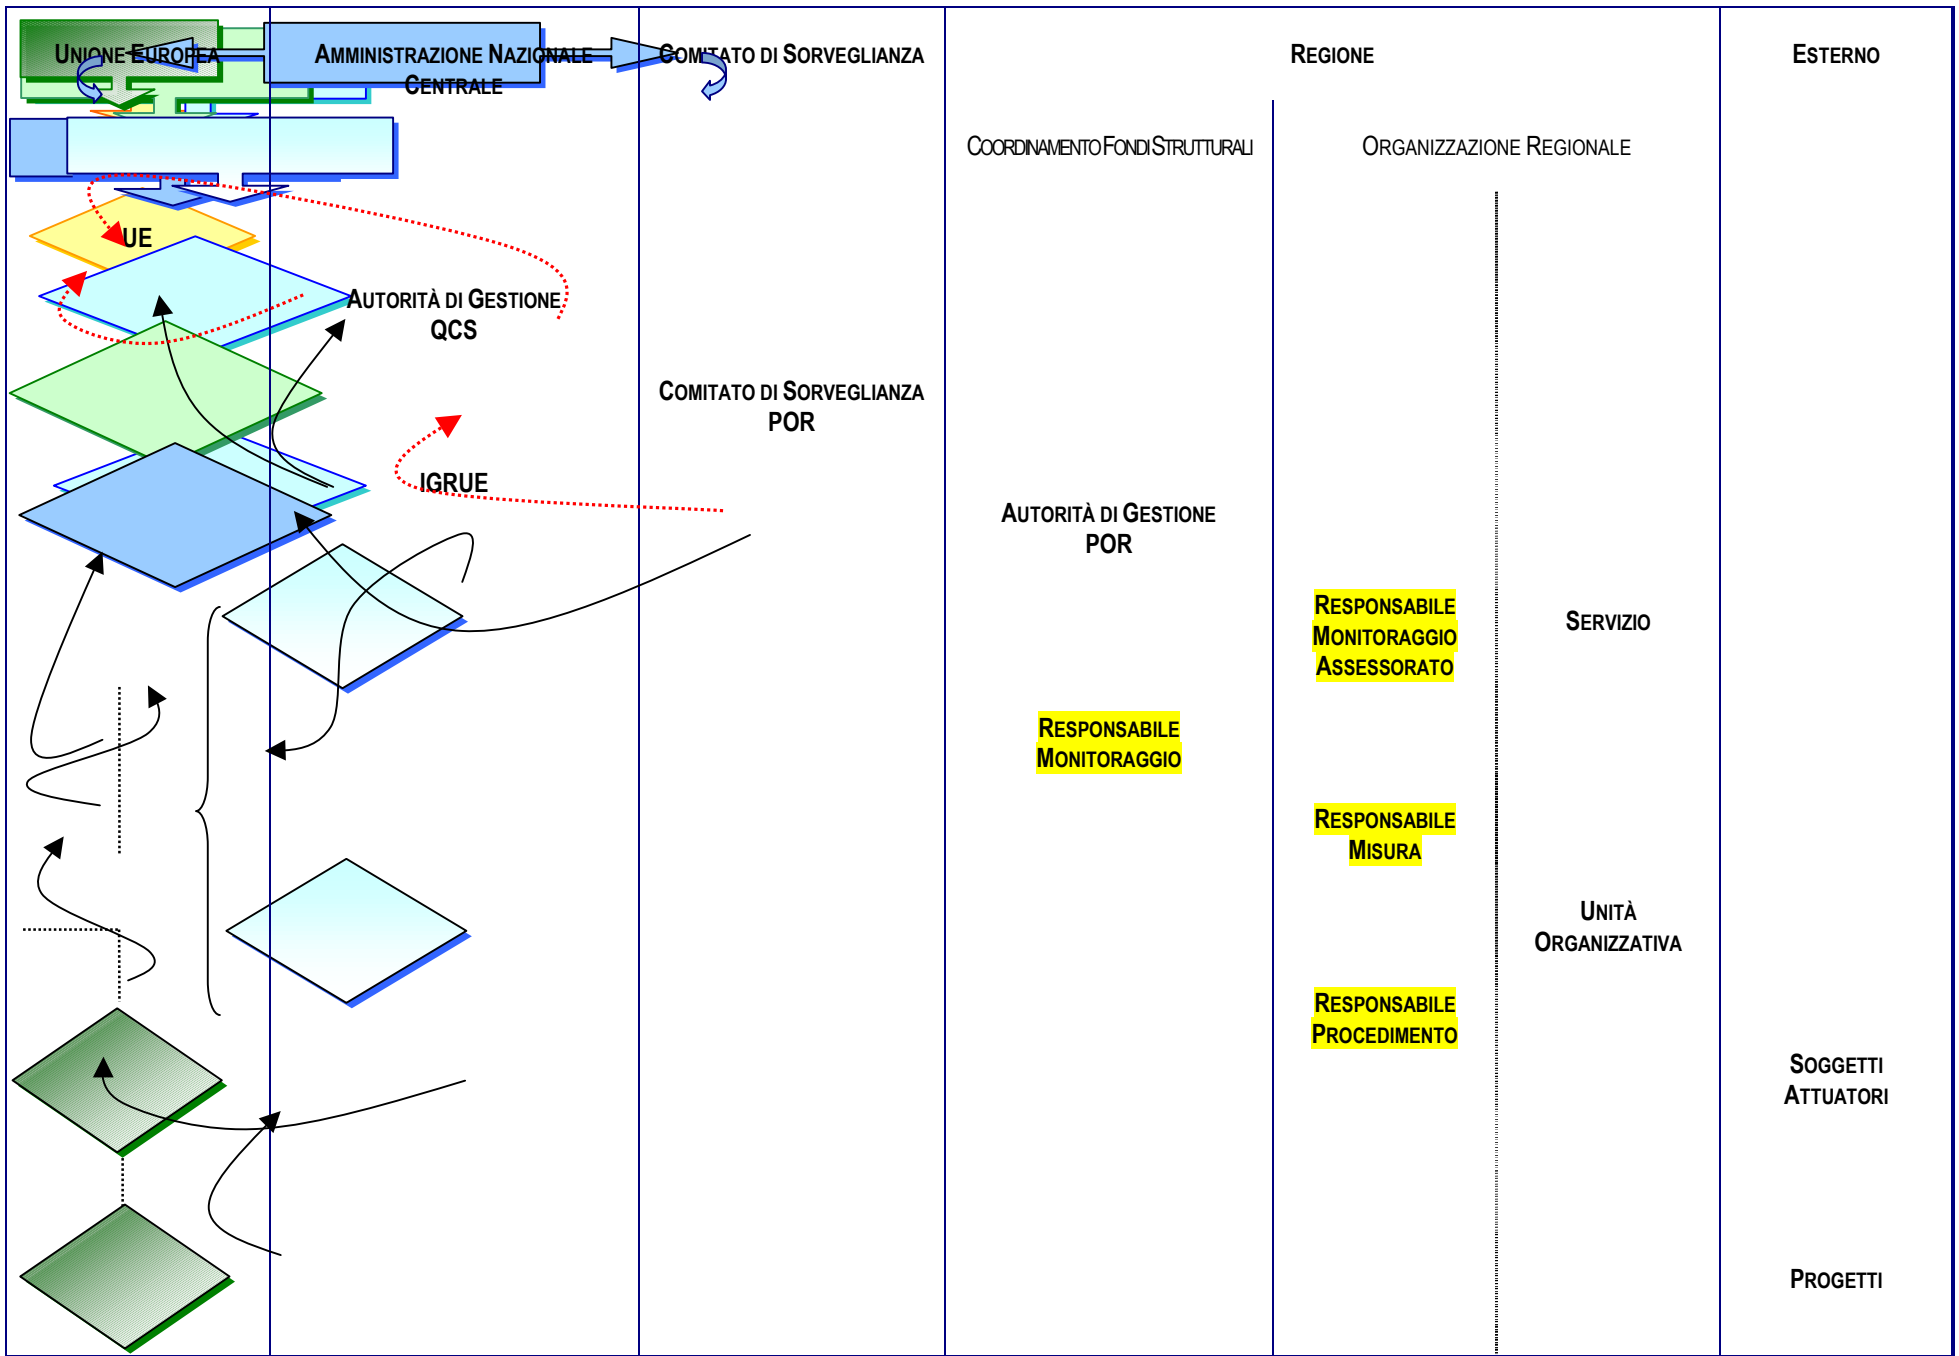 UNIONE EUROPEA
AMMINISTRAZIONE NAZIONALE
CENTRALE
COMITATO DI SORVEGLIANZA
REGIONE
ESTERNO
COORDINAMENTO FONDI STRUTTURALI
ORGANIZZAZIONE REGIONALE
UE
AUTORITÀ DI GESTIONE
QCS
COMITATO DI SORVEGLIANZA
POR
IGRUE
AUTORITÀ DI GESTIONE
POR
RESPONSABILE
MONITORAGGIO
ASSESSORATO
SERVIZIO
RESPONSABILE
MONITORAGGIO
RESPONSABILE
MISURA
UNITÀ
ORGANIZZATIVA
RESPONSABILE
PROCEDIMENTO
SOGGETTI
ATTUATORI
PROGETTI